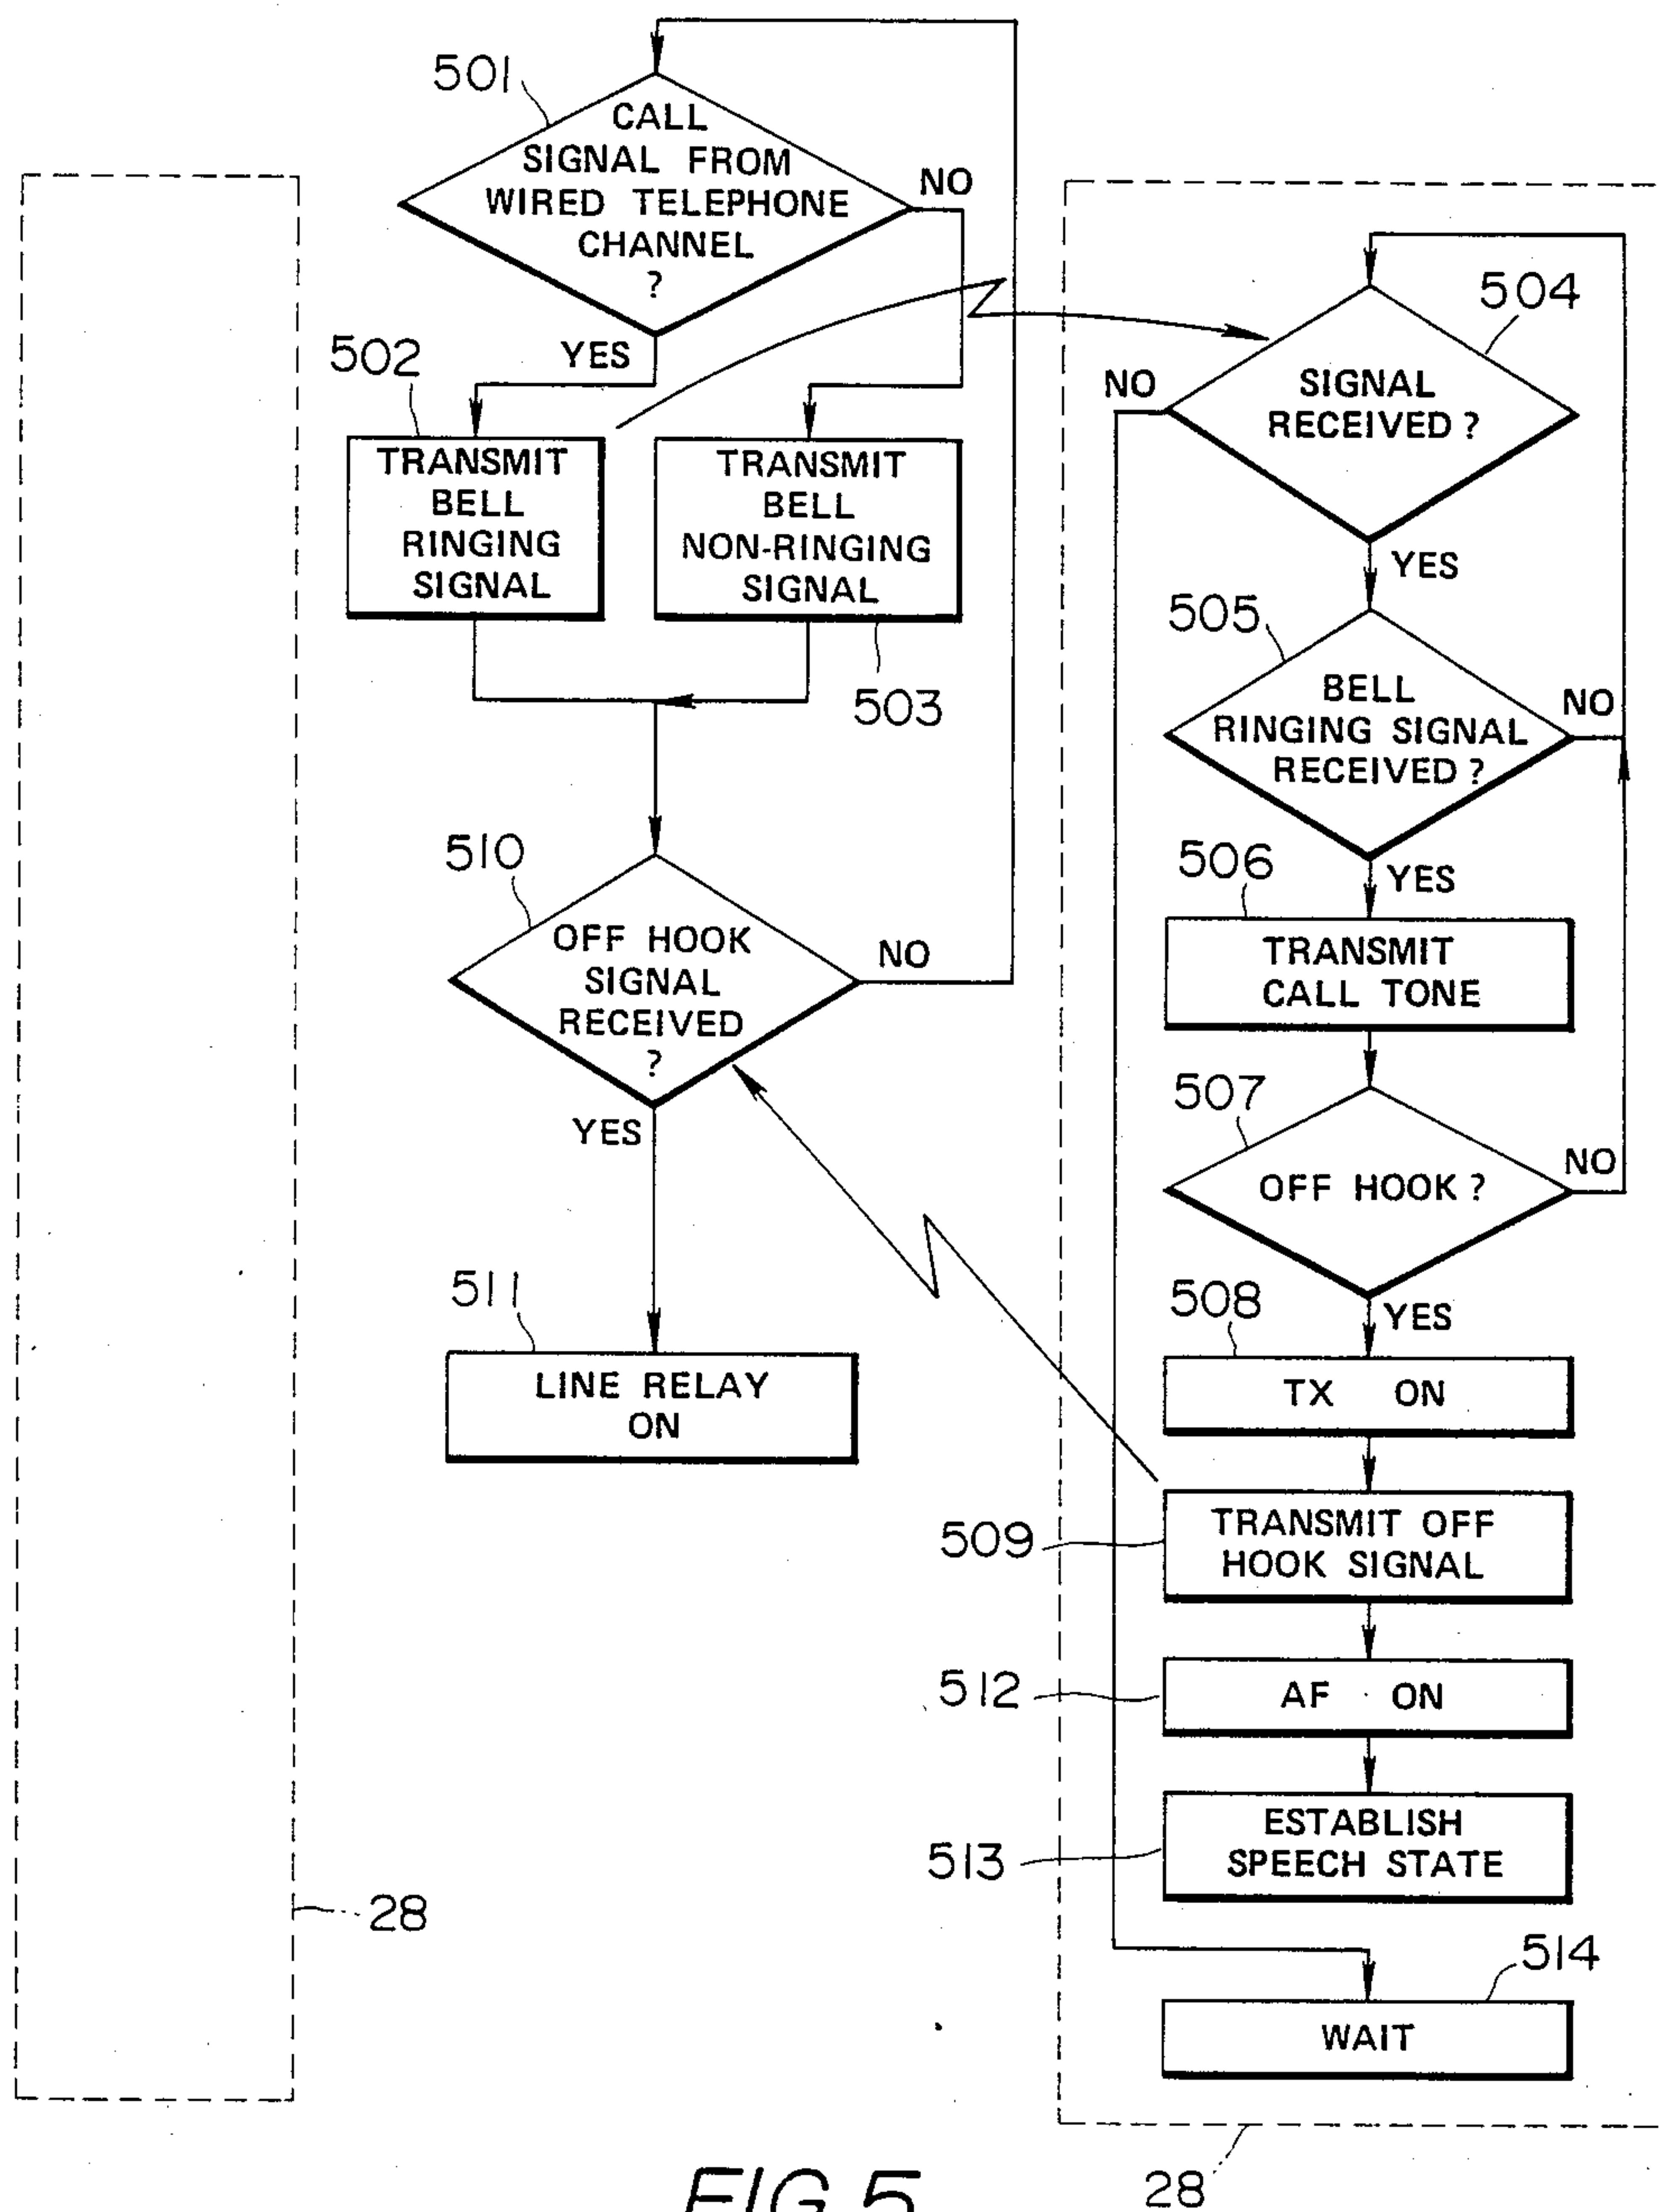 501
CALL
SIGNAL FROM
WIRED TELEPHONE
CHANNEL
?
NO
YES
502
TRANSMIT
BELL
RINGING
SIGNAL
TRANSMIT
BELL
NON-RINGING
SIGNAL
503
510
OFF HOOK
SIGNAL
RECEIVED
?
NO
YES
511
LINE RELAY
ON
28
504
SIGNAL
RECEIVED ?
NO
YES
505
BELL
RINGING SIGNAL
RECEIVED ?
NO
YES
506
TRANSMIT
CALL TONE
507
OFF HOOK ?
NO
YES
508
TX ON
509
TRANSMIT OFF
HOOK SIGNAL
512
AF ON
513
ESTABLISH
SPEECH STATE
514
WAIT
28
FIG.5